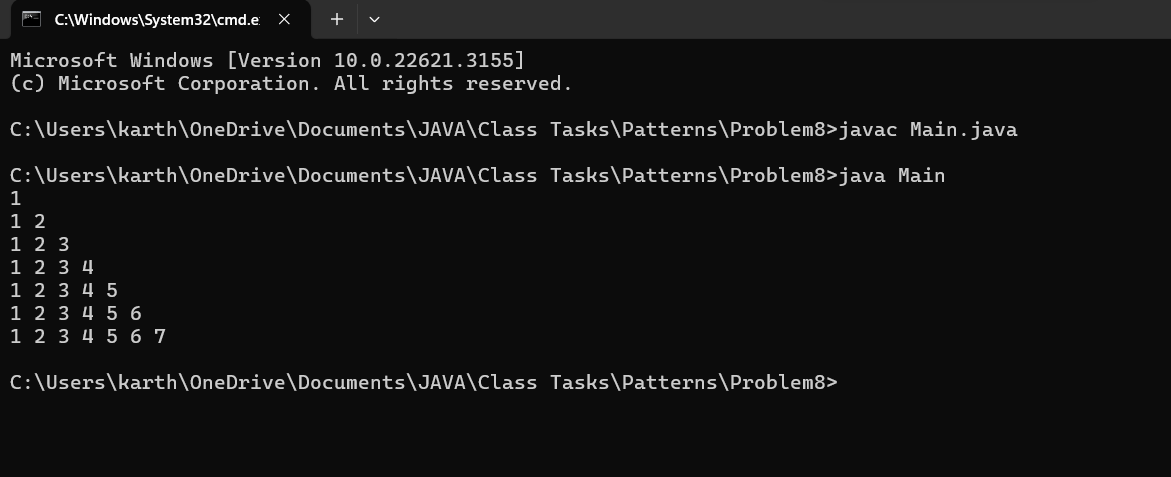 C:\Windows\System32\cmd.e
Microsoft Windows [Version 10.0.22621.3155]
(c) Microsoft Corporation. All rights reserved.
C:\Users\karth\OneDrive\Documents\JAVA\Class Tasks\Patterns\Problem8>javac Main.java
C:\Users\karth\OneDrive\Documents\JAVA\Class Tasks\Patterns\Problem8>java Main
1
1 2
1 2 3
1 2 3 4
1 2 3 4 5
1 2 3 4 5 6
1 2 3 4 5 6 7
C:\Users\karth\OneDrive\Documents\JAVA\Class Tasks\Patterns\Problem8>